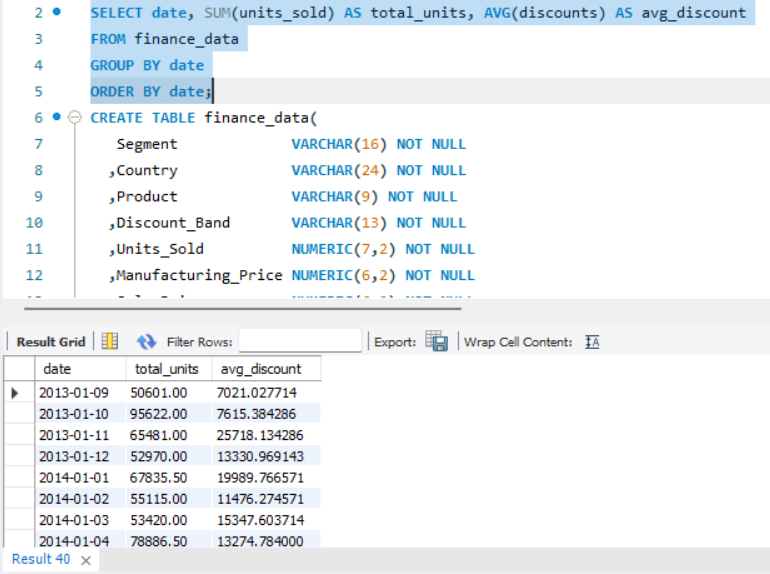 2 SELECT date, SUM(units_sold) AS total_units, AVG(discounts) AS avg_discount
3 FROM finance_data
4 GROUP BY date
5 ORDER BY date;
6 CREATE TABLE finance_data(
7 Segment VARCHAR(16) NOT NULL
8 ,Country VARCHAR(24) NOT NULL
9 ,Product VARCHAR(9) NOT NULL
10 ,Discount_Band VARCHAR(13) NOT NULL
11 ,Units_Sold NUMERIC(7,2) NOT NULL
12 ,Manufacturing_Price NUMERIC(6,2) NOT NULL
Result Grid Filter Rows: Export: Wrap Cell Content: IA
date total_units avg_discount
2013-01-09 50601.00 7021.027714
2013-01-10 95622.00 7615.384286
2013-01-11 65481.00 25718.134286
2013-01-12 52970.00 13330.969143
2014-01-01 67835.50 19989.766571
2014-01-02 55115.00 11476.274571
2014-01-03 53420.00 15347.603714
2014-01-04 78886.50 13274.784000
Result 40